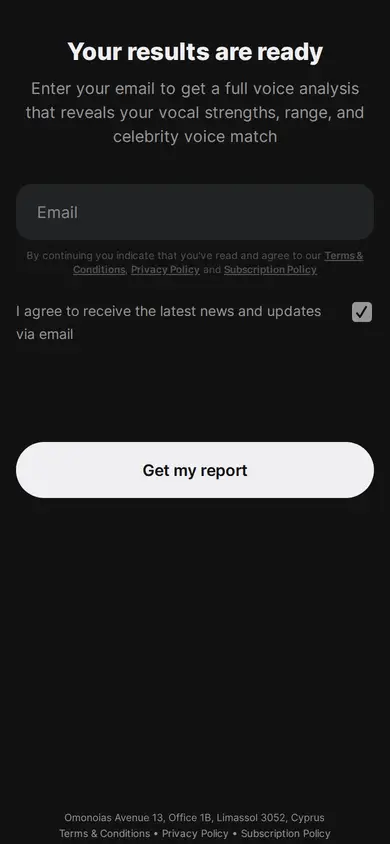 Your results are ready
Enter your email to get a full voice analysis
that reveals your vocal strengths, range, and
celebrity voice match
Email
By continuing you indicate that you've read and agree to our Terms &
Conditions, Privacy Policy and Subscription Policy
I agree to receive the latest news and updates
via email
Get my report
Omonoias Avenue 13, Office 1B, Limassol 3052, Cyprus
Terms & Conditions • Privacy Policy • Subscription Policy